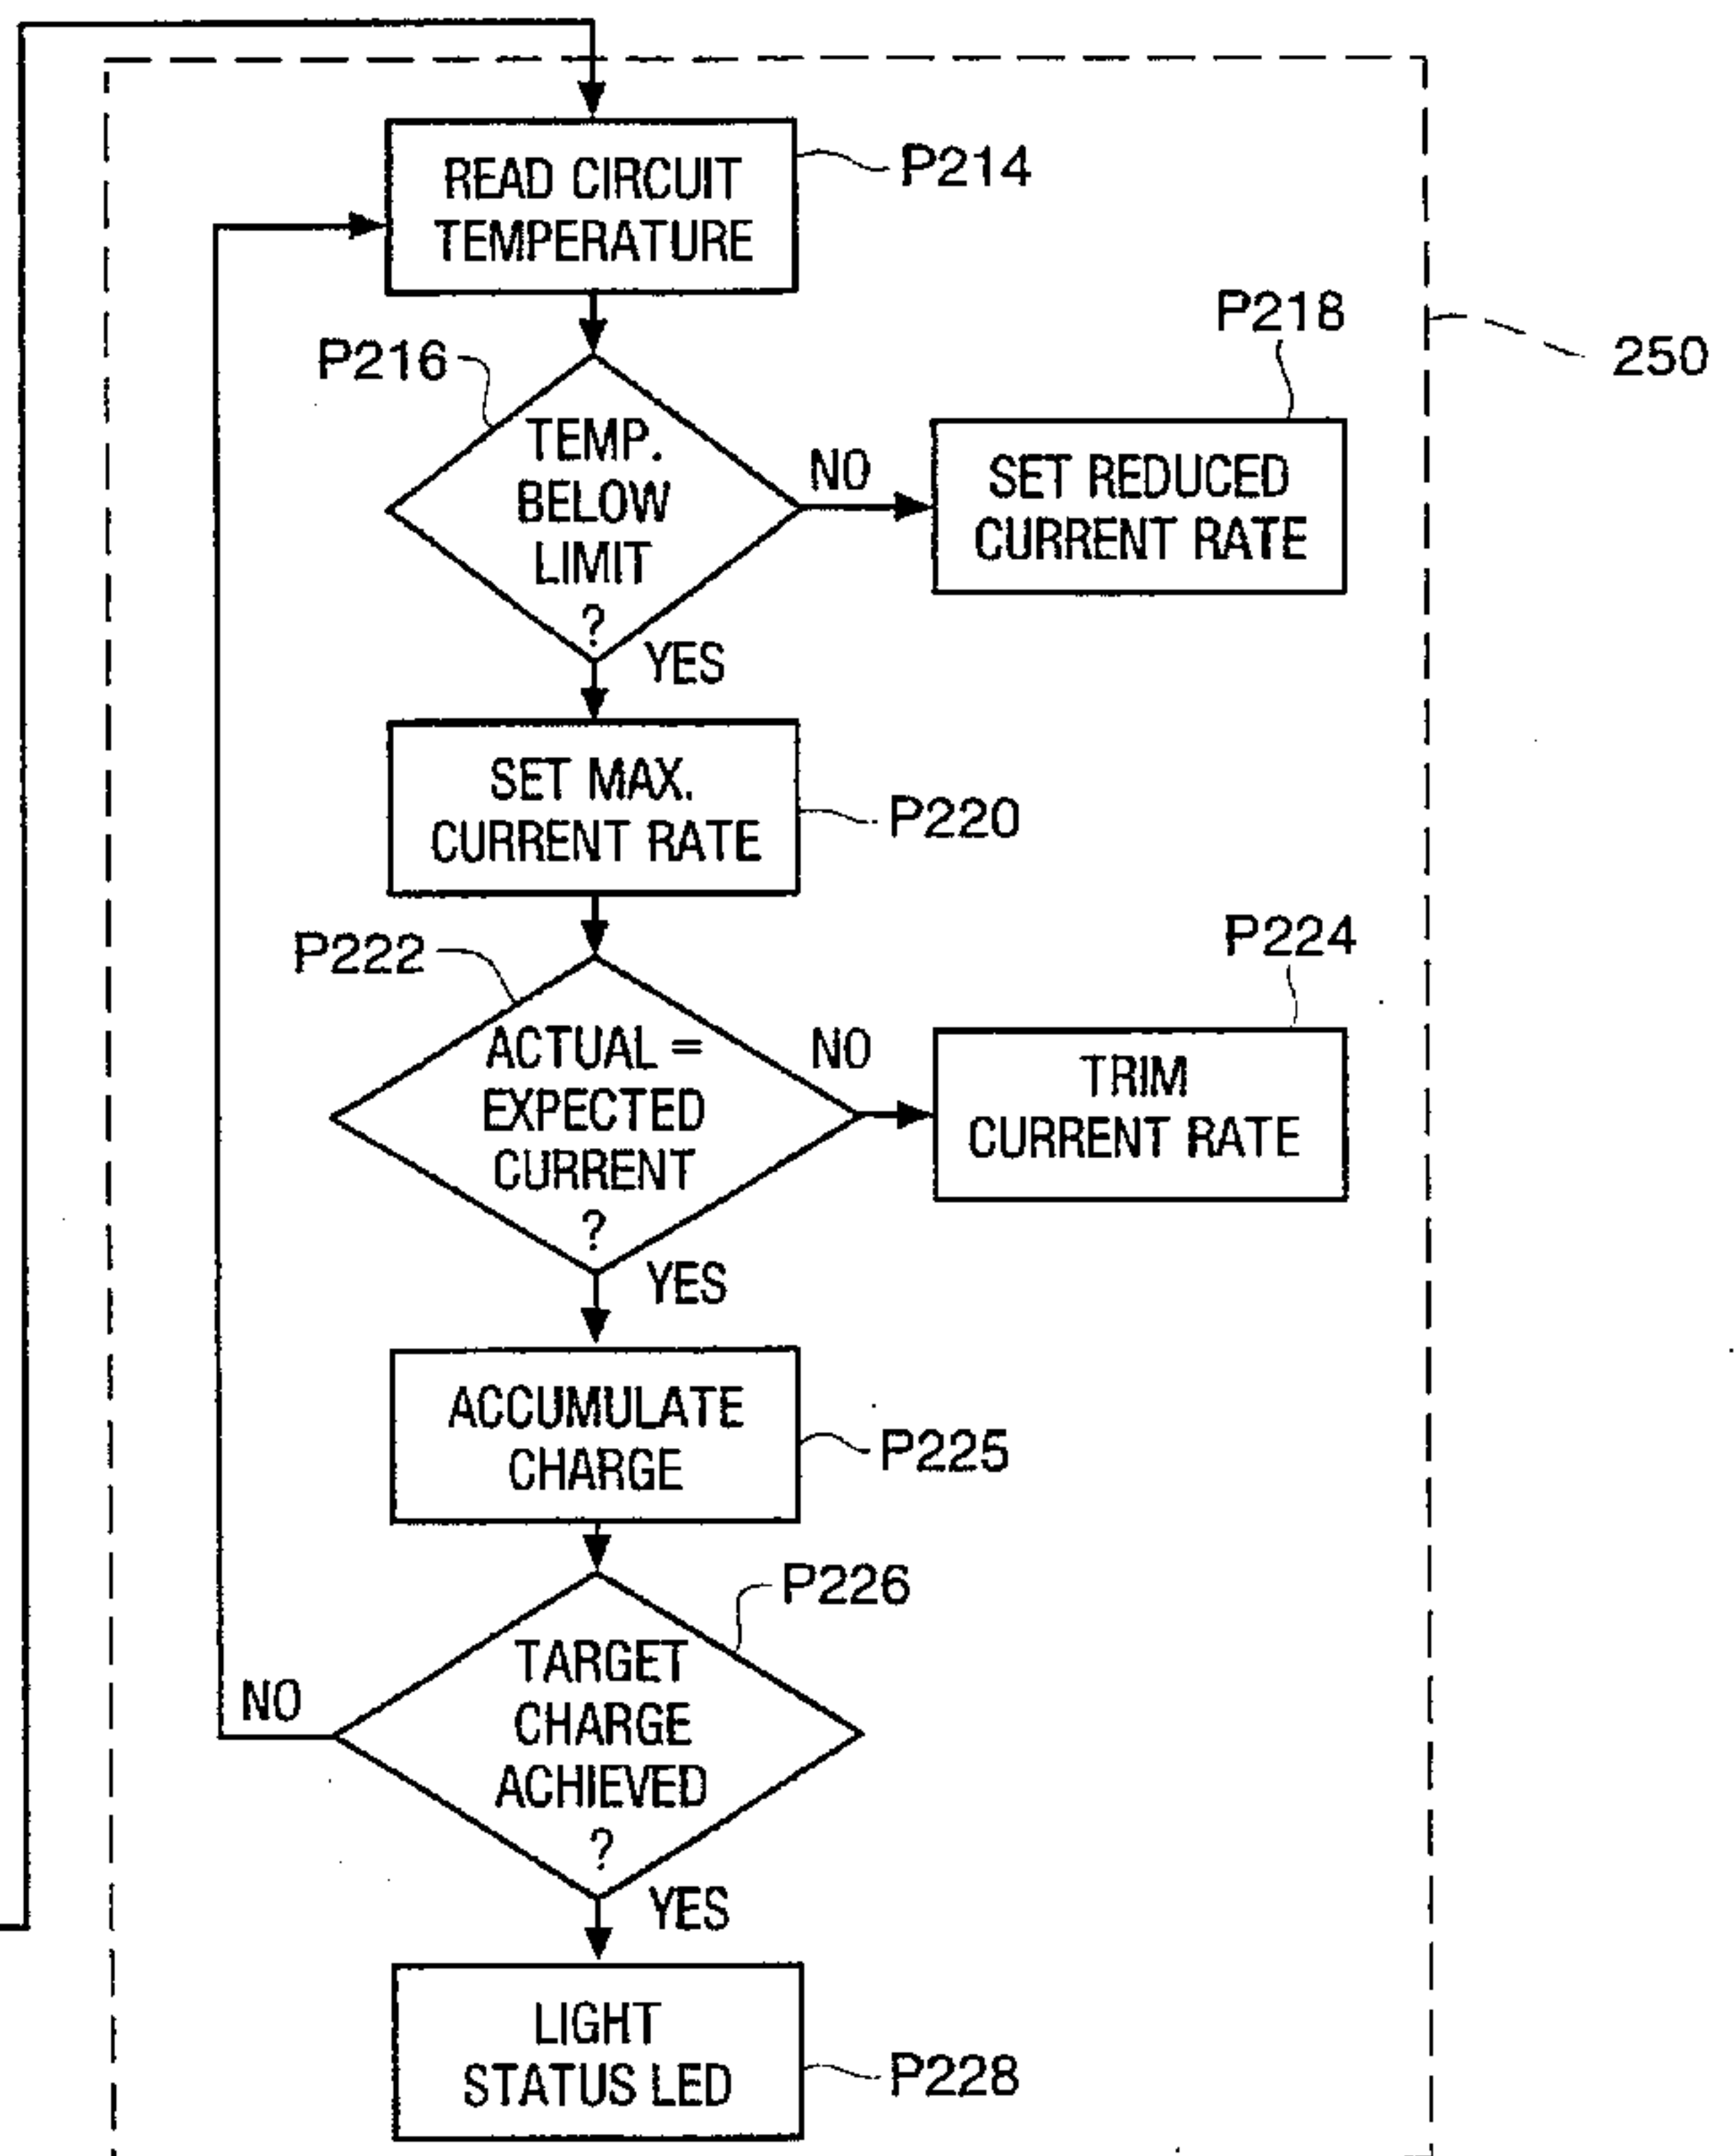 READ CIRCUIT
TEMPERATURE
P214
P216
TEMP.
BELOW
LIMIT
?
NO
YES
P218
SET REDUCED
CURRENT RATE
250
SET MAX.
CURRENT RATE
P220
P222
ACTUAL =
EXPECTED
CURRENT
?
NO
YES
P224
TRIM
CURRENT RATE
ACCUMULATE
CHARGE
P225
P226
TARGET
CHARGE
ACHIEVED
?
NO
YES
LIGHT
STATUS LED
P228